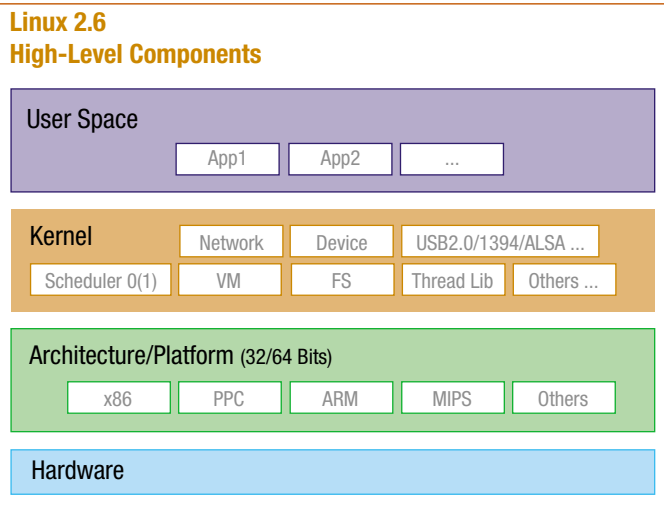 Linux 2.6
High-Level Components
User Space
App1 App2 ...
Kernel
Network Device USB2.0/1394/ALSA ...
Scheduler 0(1) VM FS Thread Lib Others ...
Architecture/Platform (32/64 Bits)
x86 PPC ARM MIPS Others
Hardware